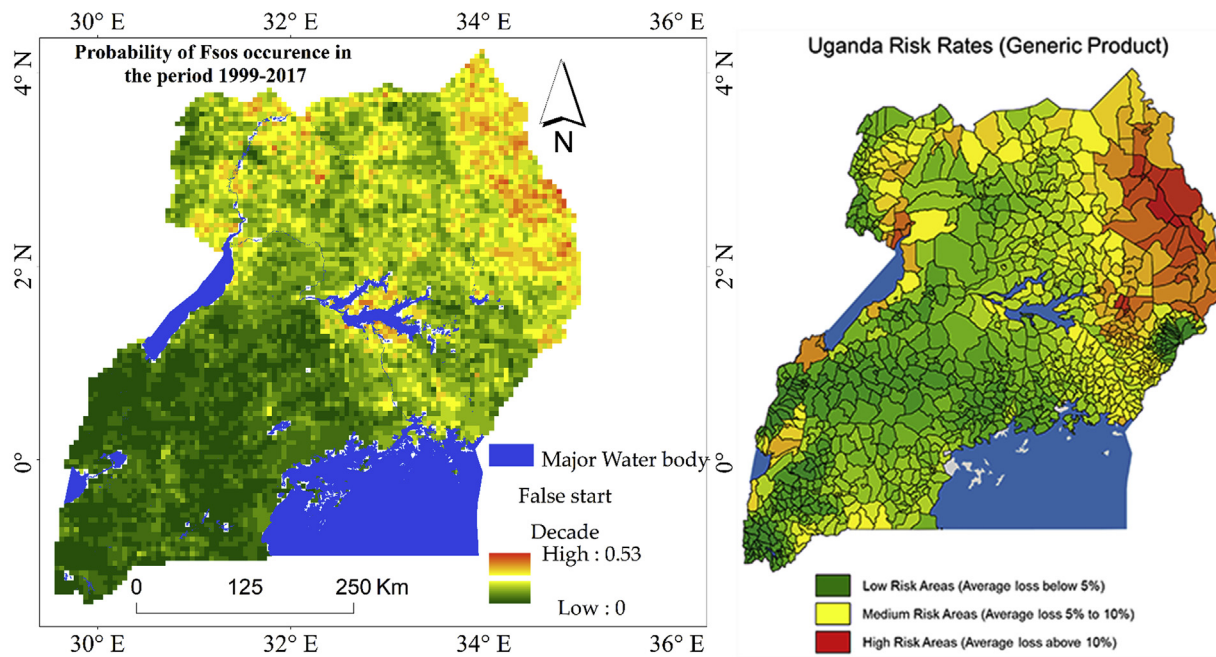 30° E 32° E 34° E 36° E
Probability of Fsos occurence in
the period 1999-2017
N
4° N
2° N
0°
Major Water body
False start
Decade
High : 0.53
Low : 0
0 125 250 Km
30° E 32° E 34° E 36° E
4° N
2° N
0°
Uganda Risk Rates (Generic Product)
Low Risk Areas (Average loss below 5%)
Medium Risk Areas (Average loss 5% to 10%)
High Risk Areas (Average loss above 10%)